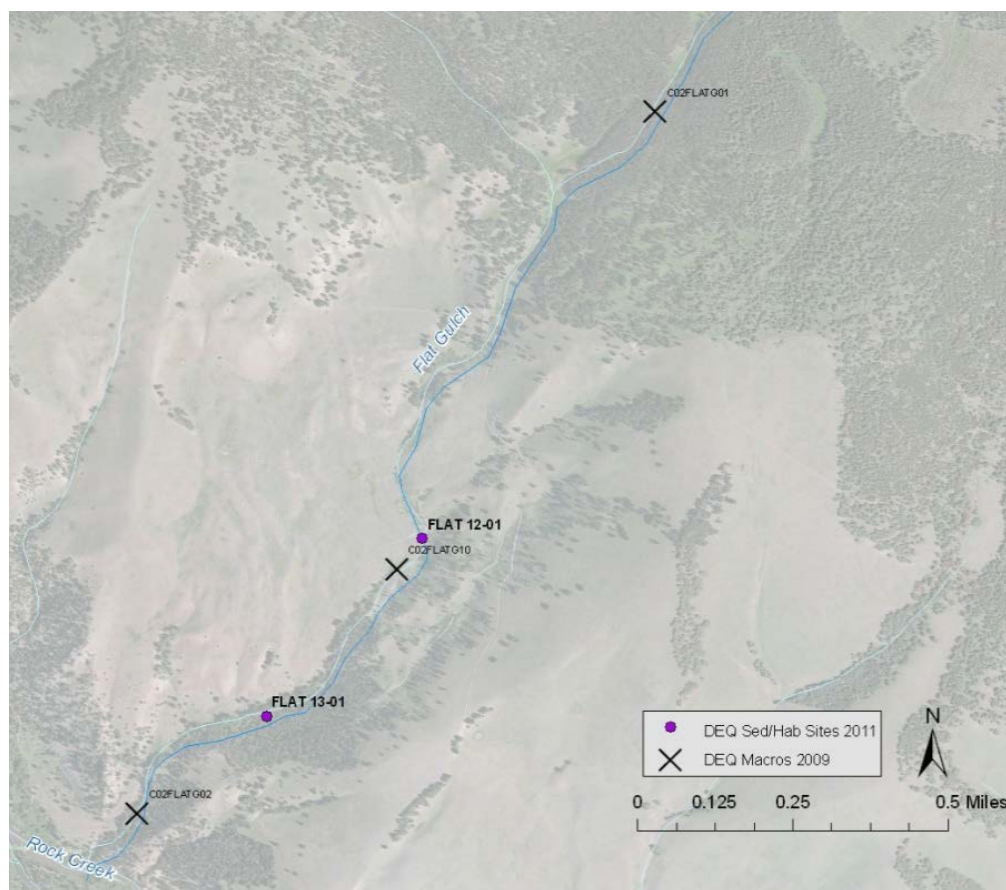 C02FLATG01
Flat Gulch
FLAT 12-01
C02FLATG10
FLAT 13-01
C02FLATG02
Rock Creek
DEQ Sed/Hab Sites 2011
DEQ Macros 2009
N
0 0.125 0.25 0.5 Miles